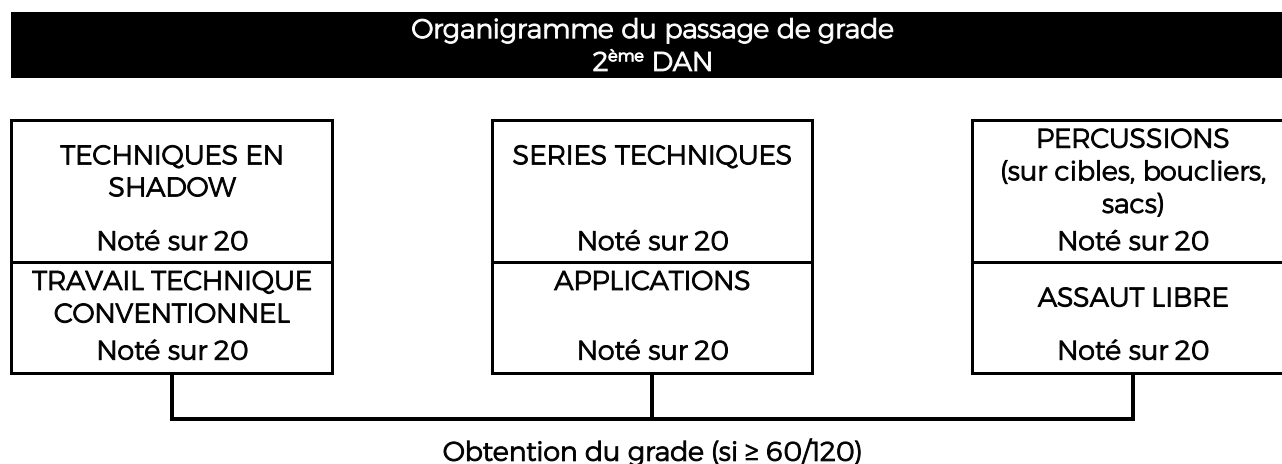 Organigramme du passage de grade
2ème DAN
TECHNIQUES EN
SHADOW
Noté sur 20
TRAVAIL TECHNIQUE
CONVENTIONNEL
Noté sur 20
SERIES TECHNIQUES
Noté sur 20
APPLICATIONS
Noté sur 20
PERCUSSIONS
(sur cibles, boucliers,
sacs)
Noté sur 20
ASSAUT LIBRE
Noté sur 20
Obtention du grade (si ≥ 60/120)